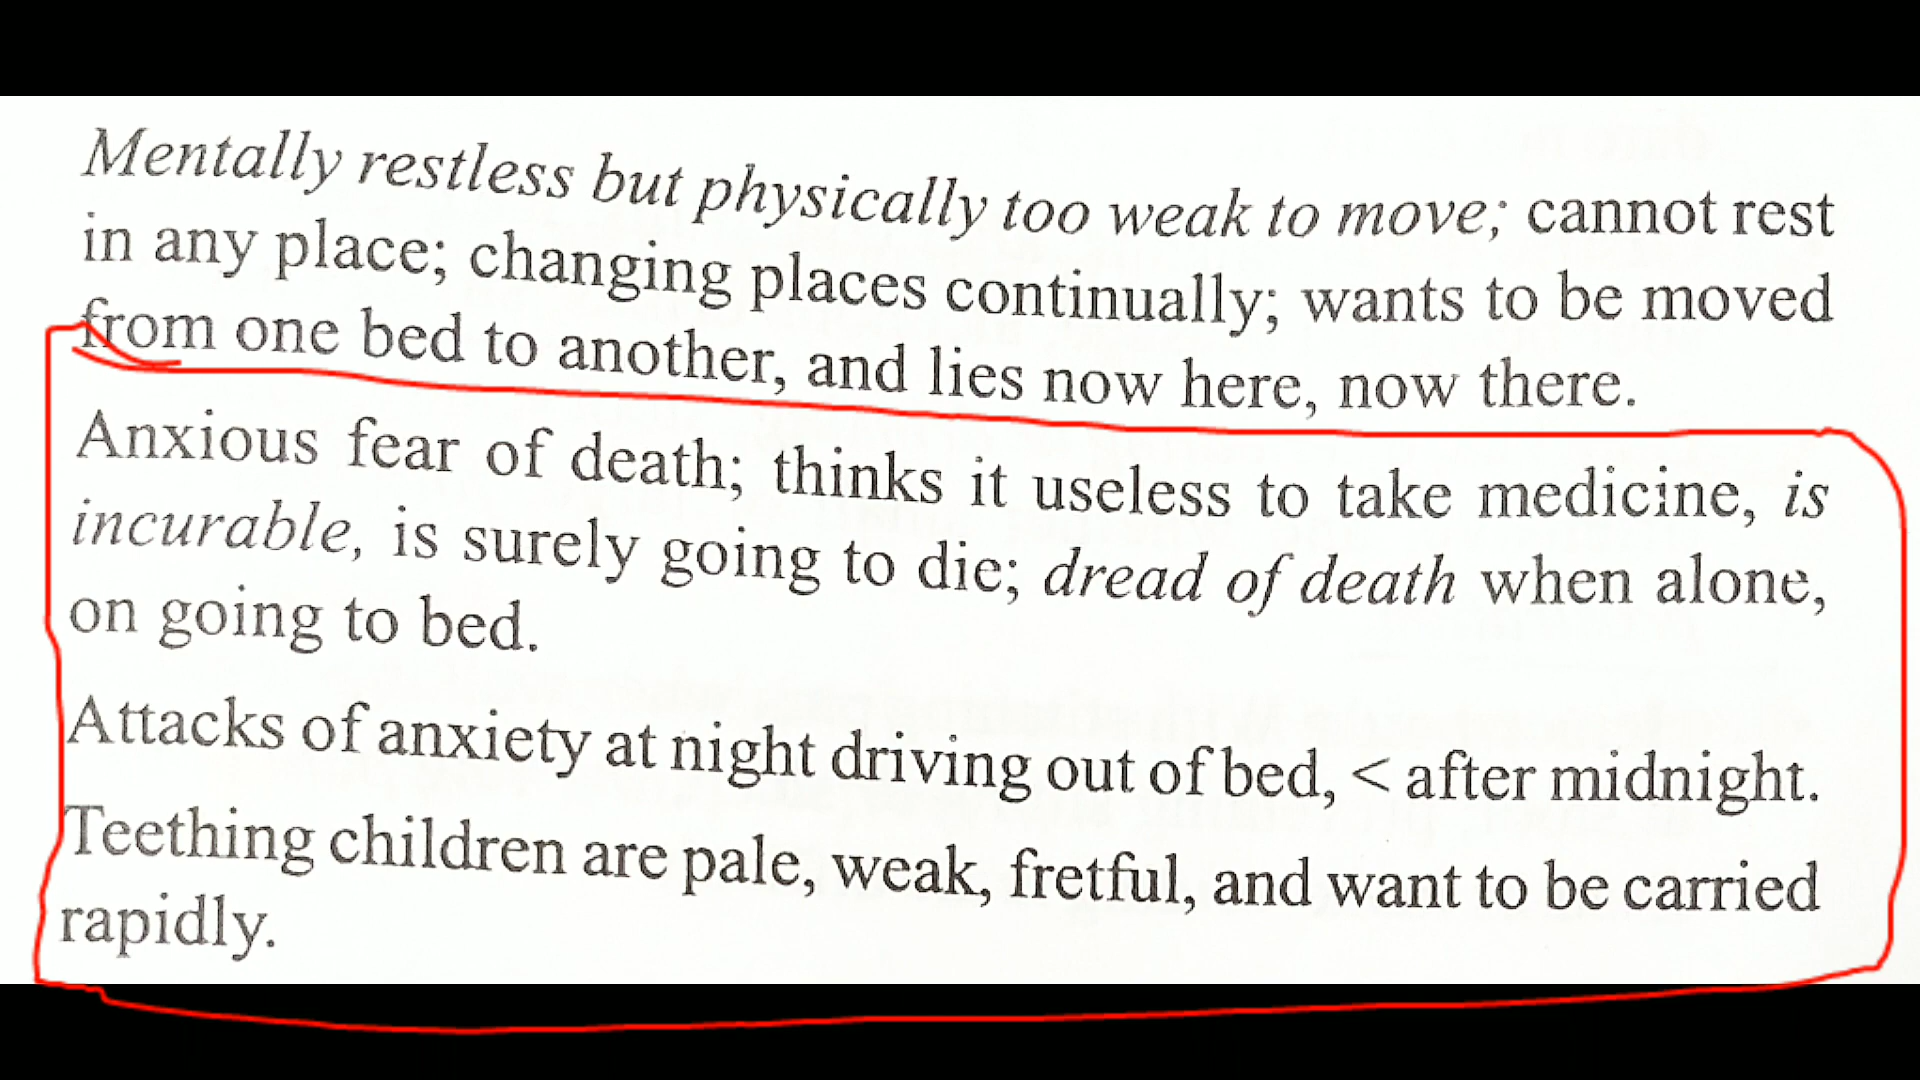 Mentally restless but physically too weak to move; cannot rest
in any place; changing places continually; wants to be moved
from one bed to another, and lies now here, now there.
Anxious fear of death; thinks it useless to take medicine, is
incurable, is surely going to die; dread of death when alone,
on going to bed.
Attacks of anxiety at night driving out of bed, < after midnight.
Teething children are pale, weak, fretful, and want to be carried
rapidly.